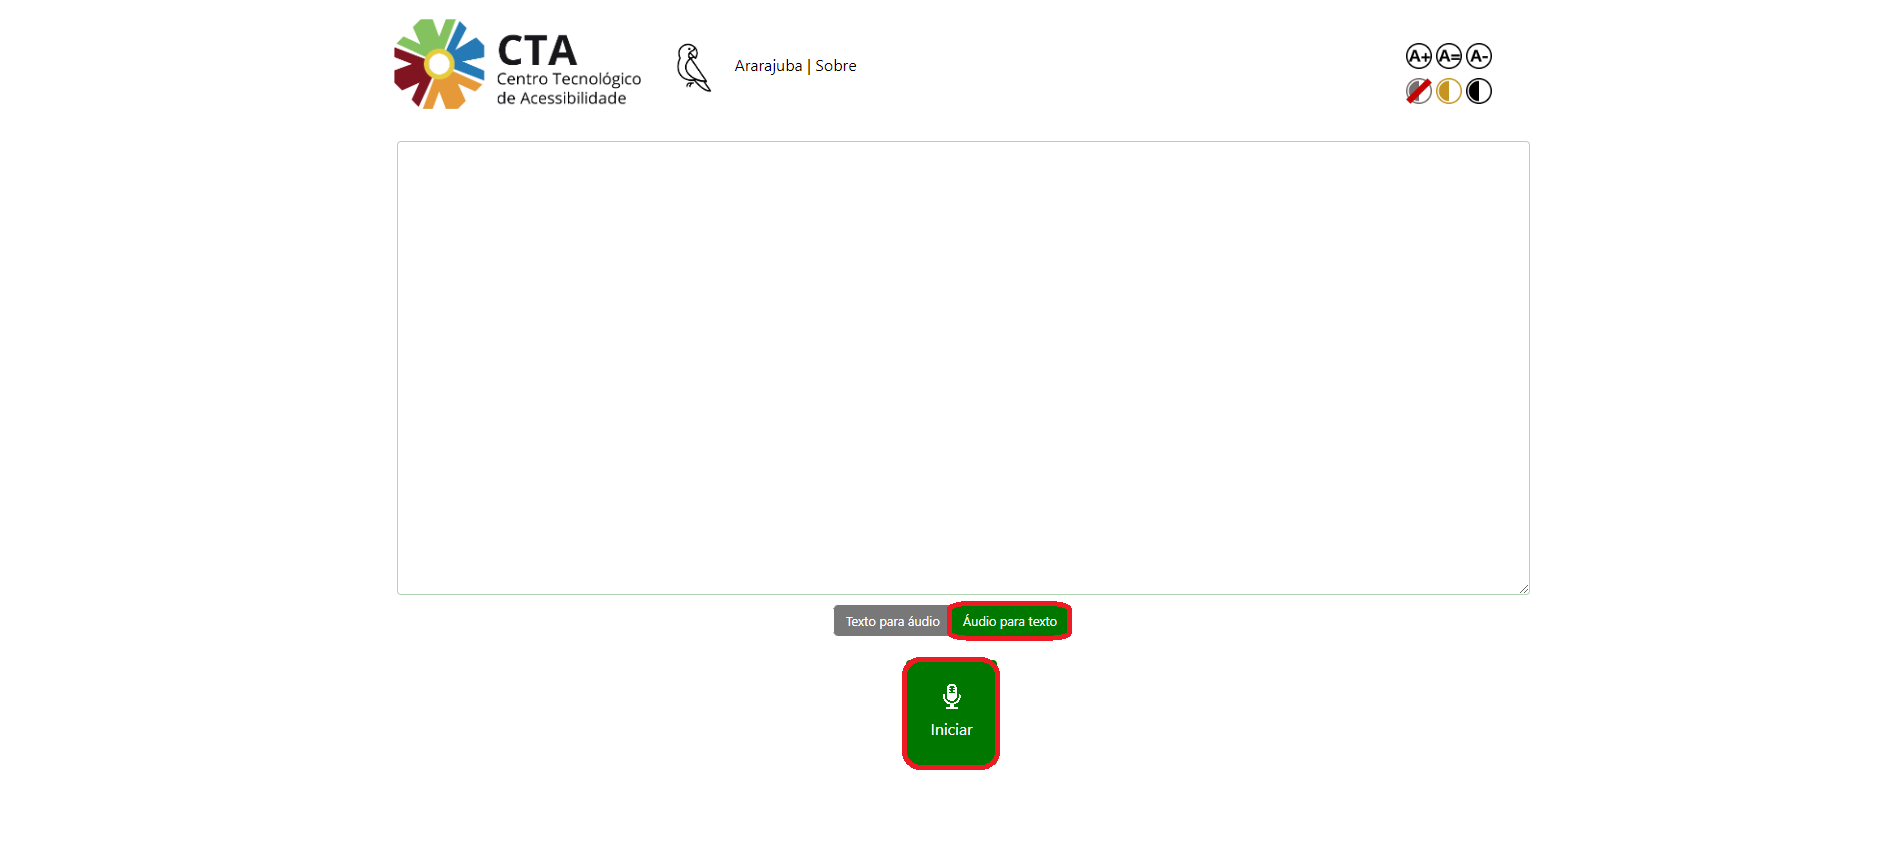 CTA
Centro Tecnológico
de Acessibilidade
Ararajuba | Sobre
A+ A= A-
Texto para áudio
Áudio para texto
Iniciar